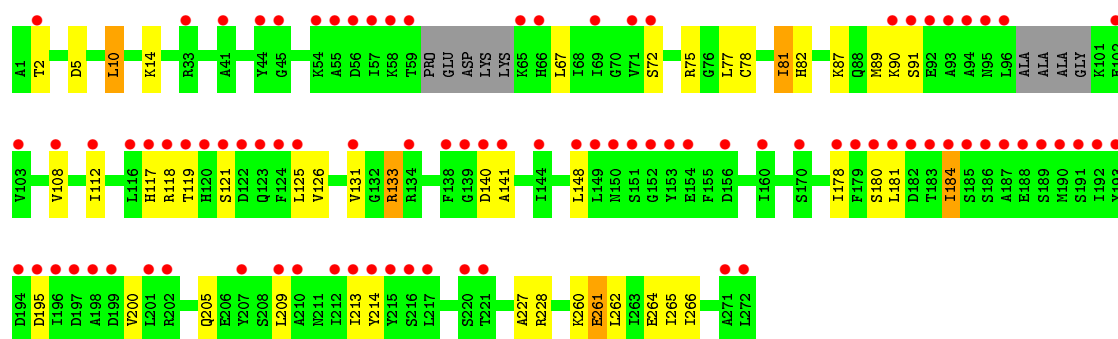 A1 T2 D5 L10 K14 R33 A41 Y44 G45 K54 A55 D56 I57 K58 T59 PRO GLU ASP LYS LYS K65 H66 L67 I68 I69 G70 V71 S72 R75 G76 L77 C78 I81 H82 K87 Q88 M89 K90 S91 E92 A93 A94 N95 L96 ALA ALA ALA GLY K101
V103 V108 I112 L116 H117 R118 T119 H120 S121 D122 Q123 F124 L125 V126 V131 G132 R133 R134 F138 G139 D140 A141 I144 L148 L149 N150 S151 G152 Y153 E154 F155 D156 I160 S170 I178 F179 S180 L181 D182 T183 I184 S185 S186 A187 E188 S189 M190 S191 I192
D194 D195 I196 D197 A198 D199 V200 L201 R202 Q205 E206 Y207 S208 L209 A210 N211 I212 I213 Y214 Y215 S216 L217 S220 T221 A227 R228 K260 E261 L262 I263 E264 I265 I266 A271 L272